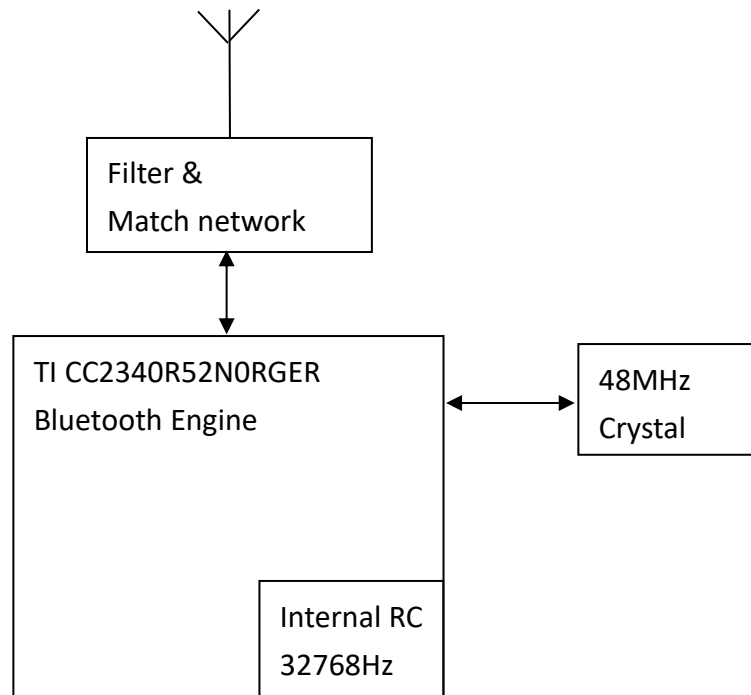 Filter &
Match network
TI CC2340R52N0RGER
Bluetooth Engine
48MHz
Crystal
Internal RC
32768Hz